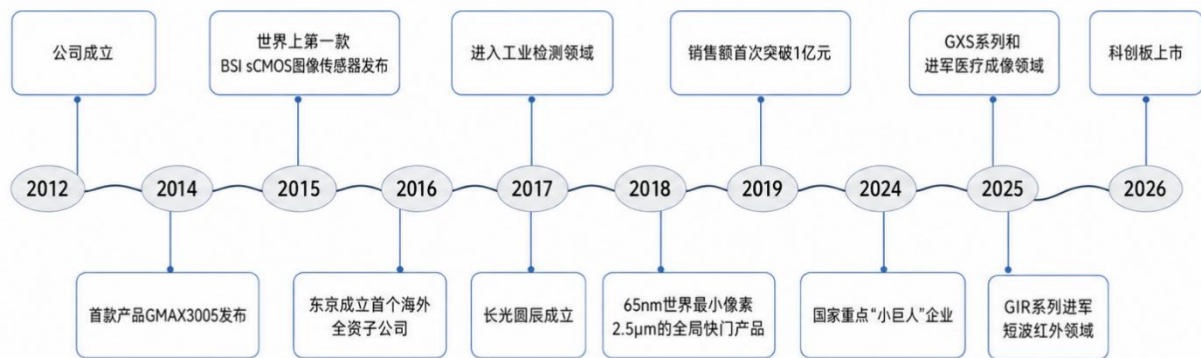 公司成立
世界上第一款
BSI sCMOS图像传感器发布
进入工业检测领域
销售额首次突破1亿元
GXS系列和
进军医疗成像领域
科创板上市
2012
2014
2015
2016
2017
2018
2019
2024
2025
2026
首款产品GMAX3005发布
东京成立首个海外
全资子公司
长光圆辰成立
65nm世界最小像素
2.5μm的全局快门产品
国家重点“小巨人”企业
GIR系列进军
短波红外领域